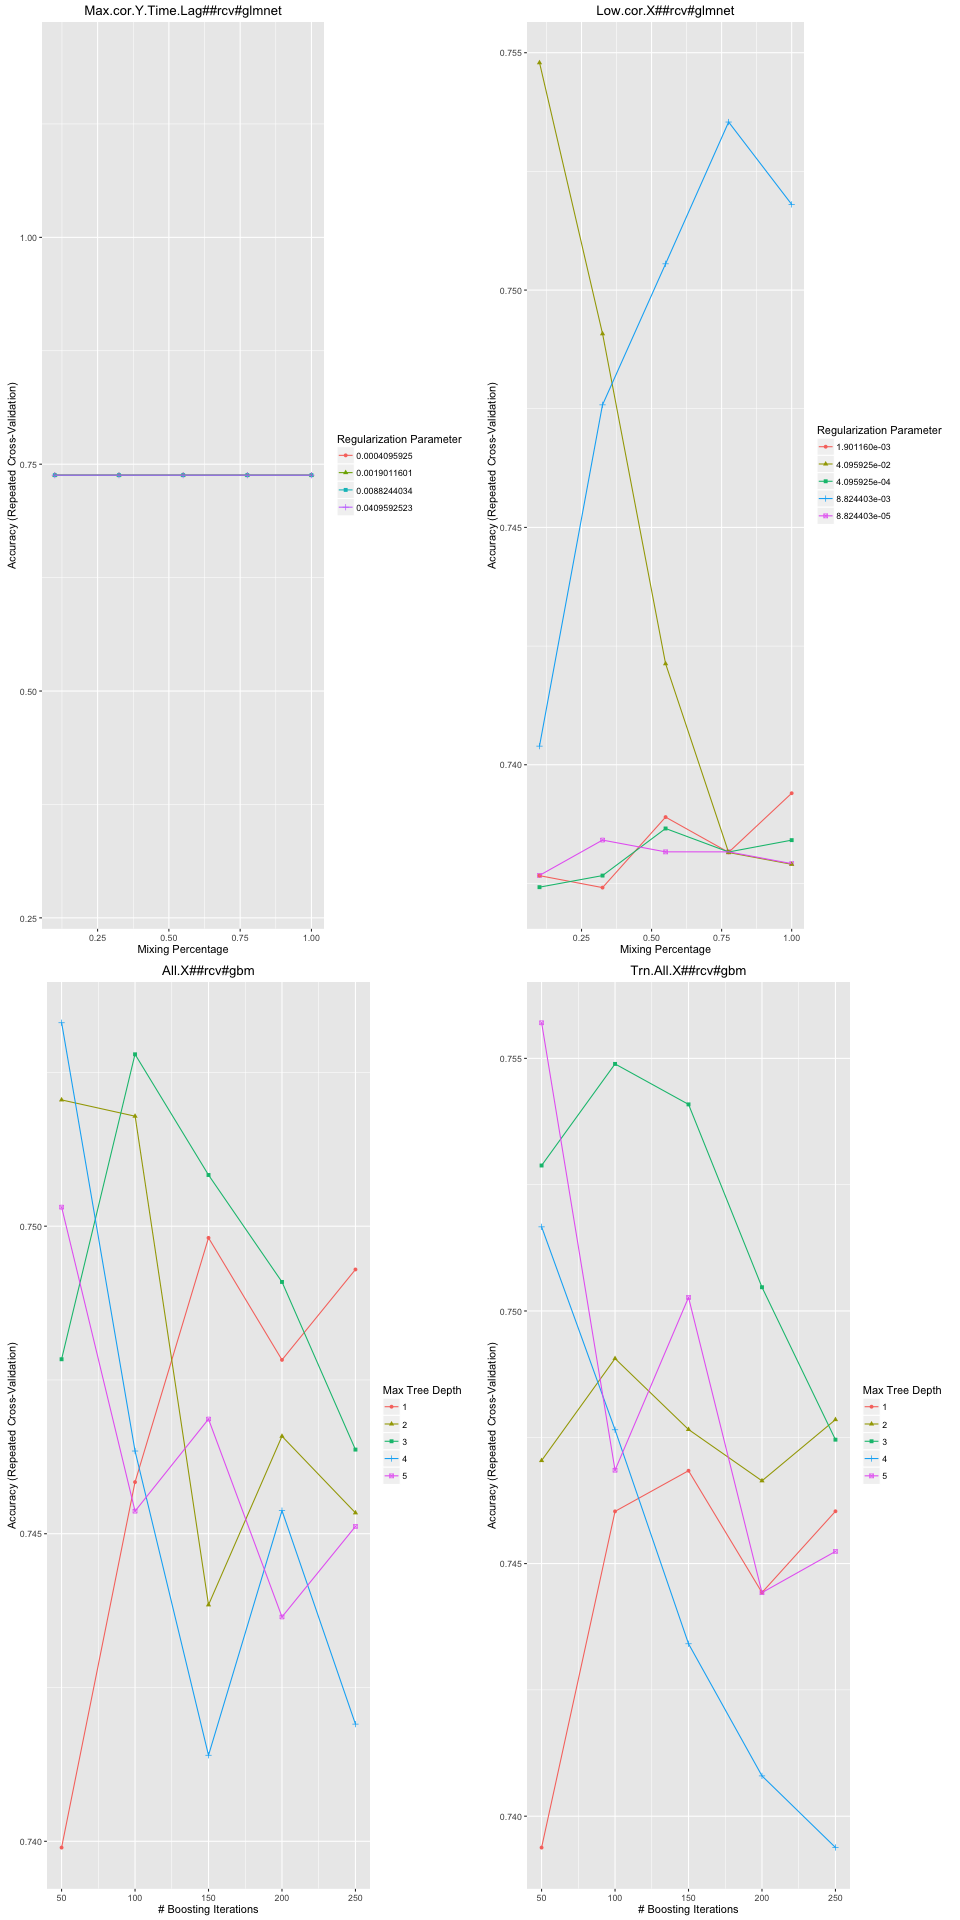 Max.cor.Y.Time.Lag##rcv#glmnet
Accuracy (Repeated Cross-Validation)
1.00
0.75
0.50
0.25
0.25 0.50 0.75 1.00
Mixing Percentage
Regularization Parameter
0.0004095925
0.0019011601
0.0088244034
0.0409592523
Low.cor.X##rcv#glmnet
Accuracy (Repeated Cross-Validation)
0.755
0.750
0.745
0.740
0.25 0.50 0.75 1.00
Mixing Percentage
Regularization Parameter
1.901160e-03
4.095925e-02
4.095925e-04
8.824403e-03
8.824403e-05
All.X##rcv#gbm
Accuracy (Repeated Cross-Validation)
0.750
0.745
0.740
50 100 150 200 250
# Boosting Iterations
Max Tree Depth
1
2
3
4
5
Trn.All.X##rcv#gbm
Accuracy (Repeated Cross-Validation)
0.755
0.750
0.745
0.740
50 100 150 200 250
# Boosting Iterations
Max Tree Depth
1
2
3
4
5